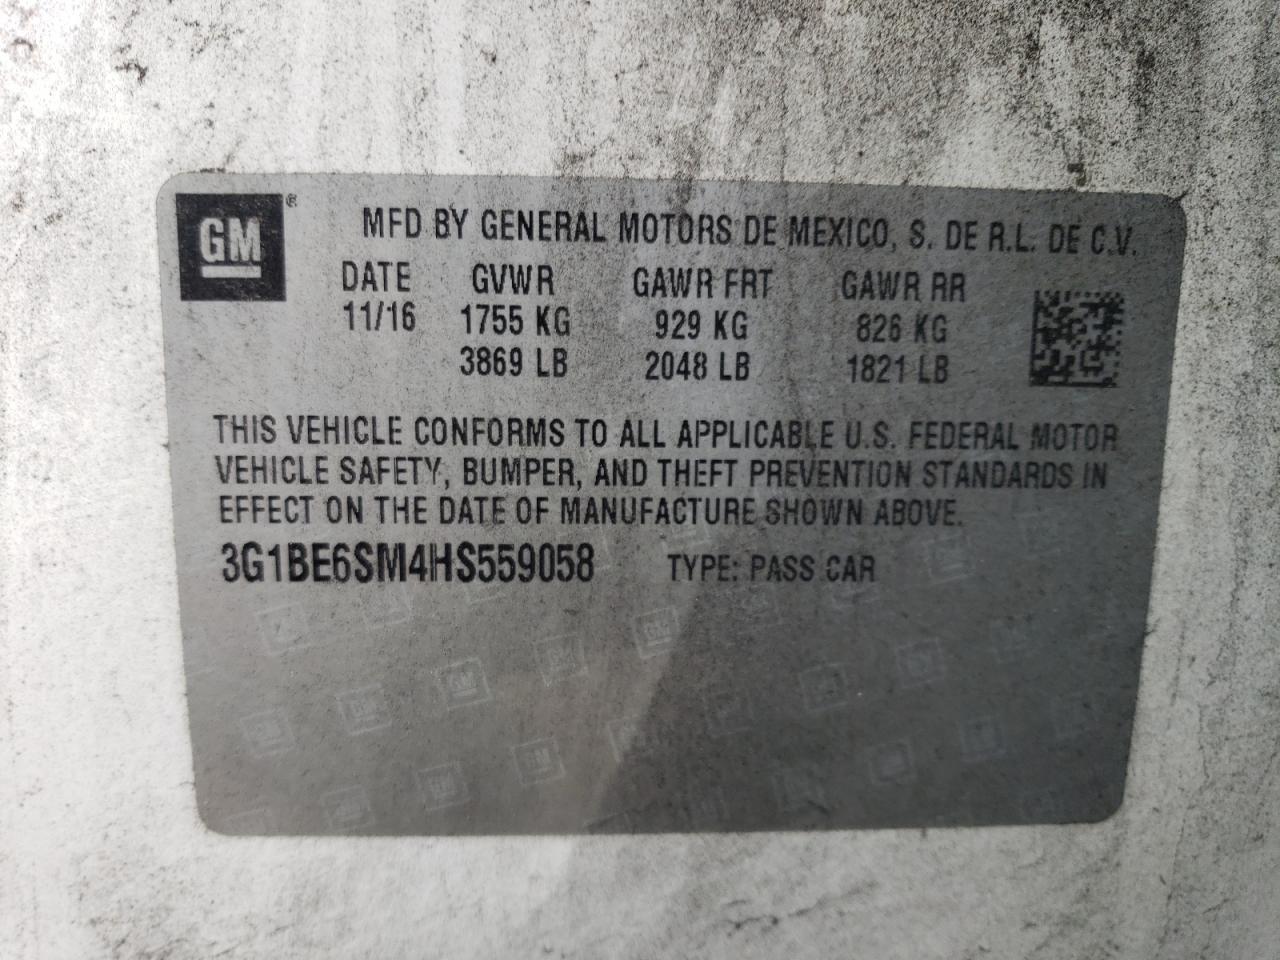 GM®
MFD BY GENERAL MOTORS DE MEXICO, S. DE R.L. DE C.V.
DATE GVWR GAWR FRT GAWR RR
11/16 1755 KG 929 KG 826 KG
3869 LB 2048 LB 1821 LB
THIS VEHICLE CONFORMS TO ALL APPLICABLE U.S. FEDERAL MOTOR
VEHICLE SAFETY, BUMPER, AND THEFT PREVENTION STANDARDS IN
EFFECT ON THE DATE OF MANUFACTURE SHOWN ABOVE.
3G1BE6SM4HS559058 TYPE: PASS CAR